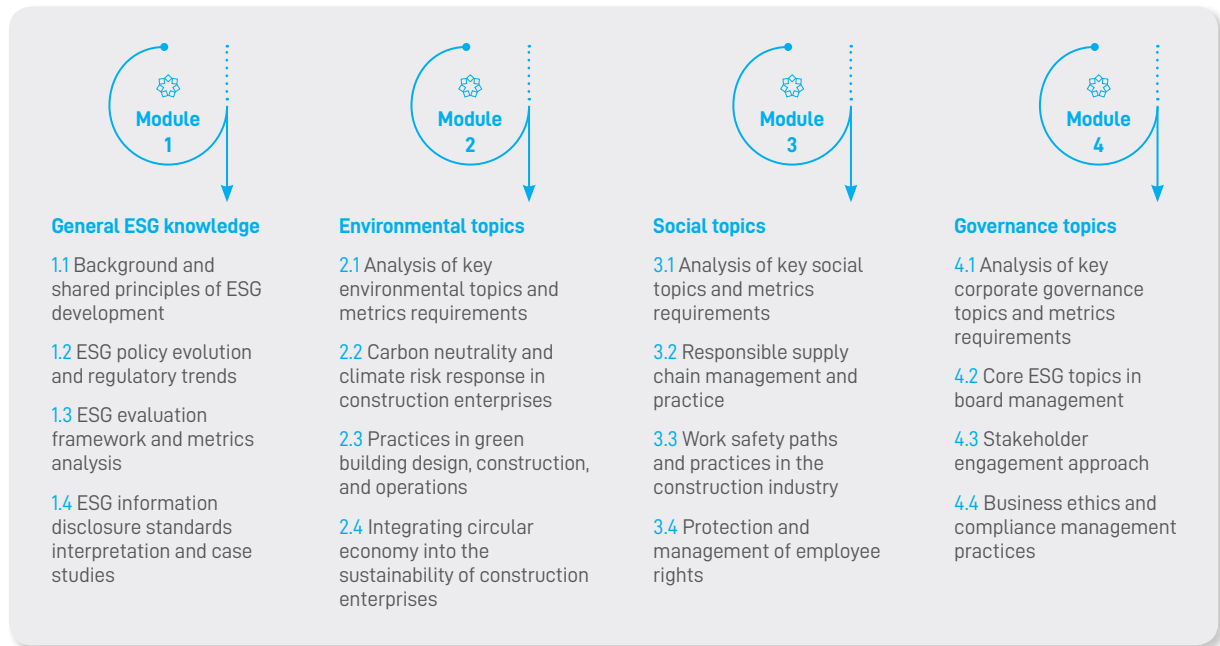 Module
1
General ESG knowledge
1.1 Background and
shared principles of ESG
development
1.2 ESG policy evolution
and regulatory trends
1.3 ESG evaluation
framework and metrics
analysis
1.4 ESG information
disclosure standards
interpretation and case
studies
Module
2
Environmental topics
2.1 Analysis of key
environmental topics and
metrics requirements
2.2 Carbon neutrality and
climate risk response in
construction enterprises
2.3 Practices in green
building design, construction,
and operations
2.4 Integrating circular
economy into the
sustainability of construction
enterprises
Module
3
Social topics
3.1 Analysis of key social
topics and metrics
requirements
3.2 Responsible supply
chain management and
practice
3.3 Work safety paths
and practices in the
construction industry
3.4 Protection and
management of employee
rights
Module
4
Governance topics
4.1 Analysis of key
corporate governance
topics and metrics
requirements
4.2 Core ESG topics in
board management
4.3 Stakeholder
engagement approach
4.4 Business ethics and
compliance management
practices